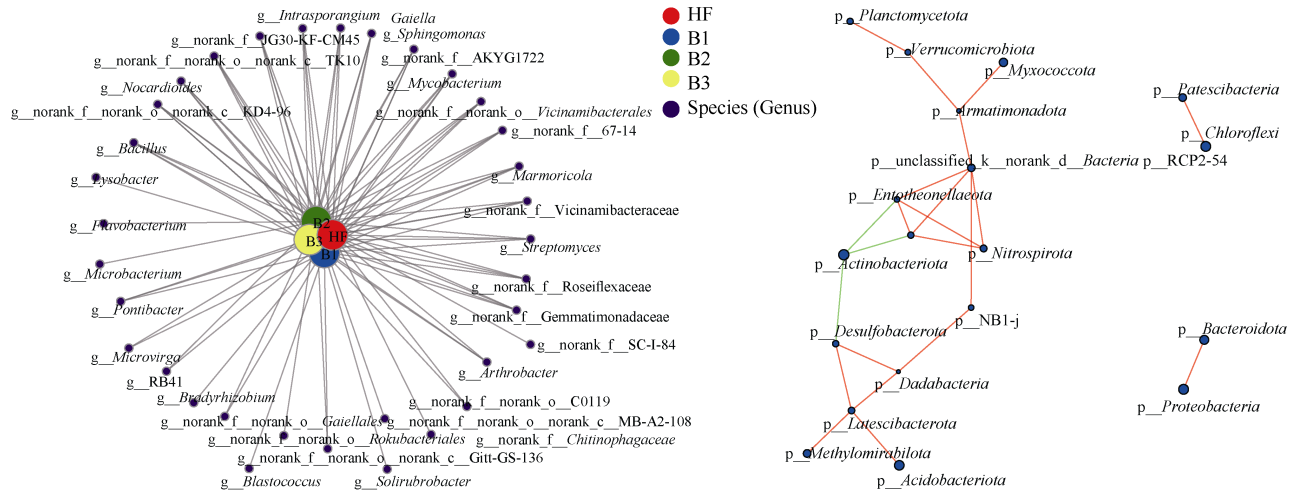 g__Intrasporangium
Gaiella
g__norank_f__JG30-KF-CM45
g_Sphingomonas
g__norank_f__norank_o__norank_c__TK10
g__norank_f__AKYG1722
g__Nocardioides
g__Mycobacterium
g__norank_f__norank_o__norank_c__KD4-96
g__norank_f__norank_o__Vicinamibacterales
g__norank_f__67-14
g__Bacillus
g__Marmoricola
g__Lysobacter
g__norank_f__Vicinamibacteraceae
g__Flavobacterium
g__Streptomyces
g__Microbacterium
g__norank_f__Roseiflexaceae
g__Pontibacter
g__norank_f__Gemmatimonadaceae
g__Microvirga
g__norank_f__SC-I-84
g__RB41
g__Arthrobacter
g__Bradyrhizobium
g__norank_f__norank_o__C0119
g__norank_f__norank_o__Gaiellales
g__norank_f__norank_o__norank_c__MB-A2-108
g__norank_f__norank_o__Rokubacteriales
g__norank_f__Chitinophagaceae
g__norank_f__norank_o__norank_c__Gitt-GS-136
g__Blastococcus
g__Solirubrobacter
B2
HF
B3
B1
HF
B1
B2
B3
Species (Genus)
p__Planctomycetota
p__Verrucomicrobiota
p__Myxococcota
p__Armatimonadota
p__unclassified_k__norank_d__Bacteria
p__RCP2-54
p__Entotheonellaeota
p__Actinobacteriota
p__Nitrospirota
p__NB1-j
p__Desulfobacterota
p__Dadabacteria
p__Latescibacterota
p__Methylomirabilota
p__Acidobacteriota
p__Patescibacteria
p__Chloroflexi
p__Bacteroidota
p__Proteobacteria